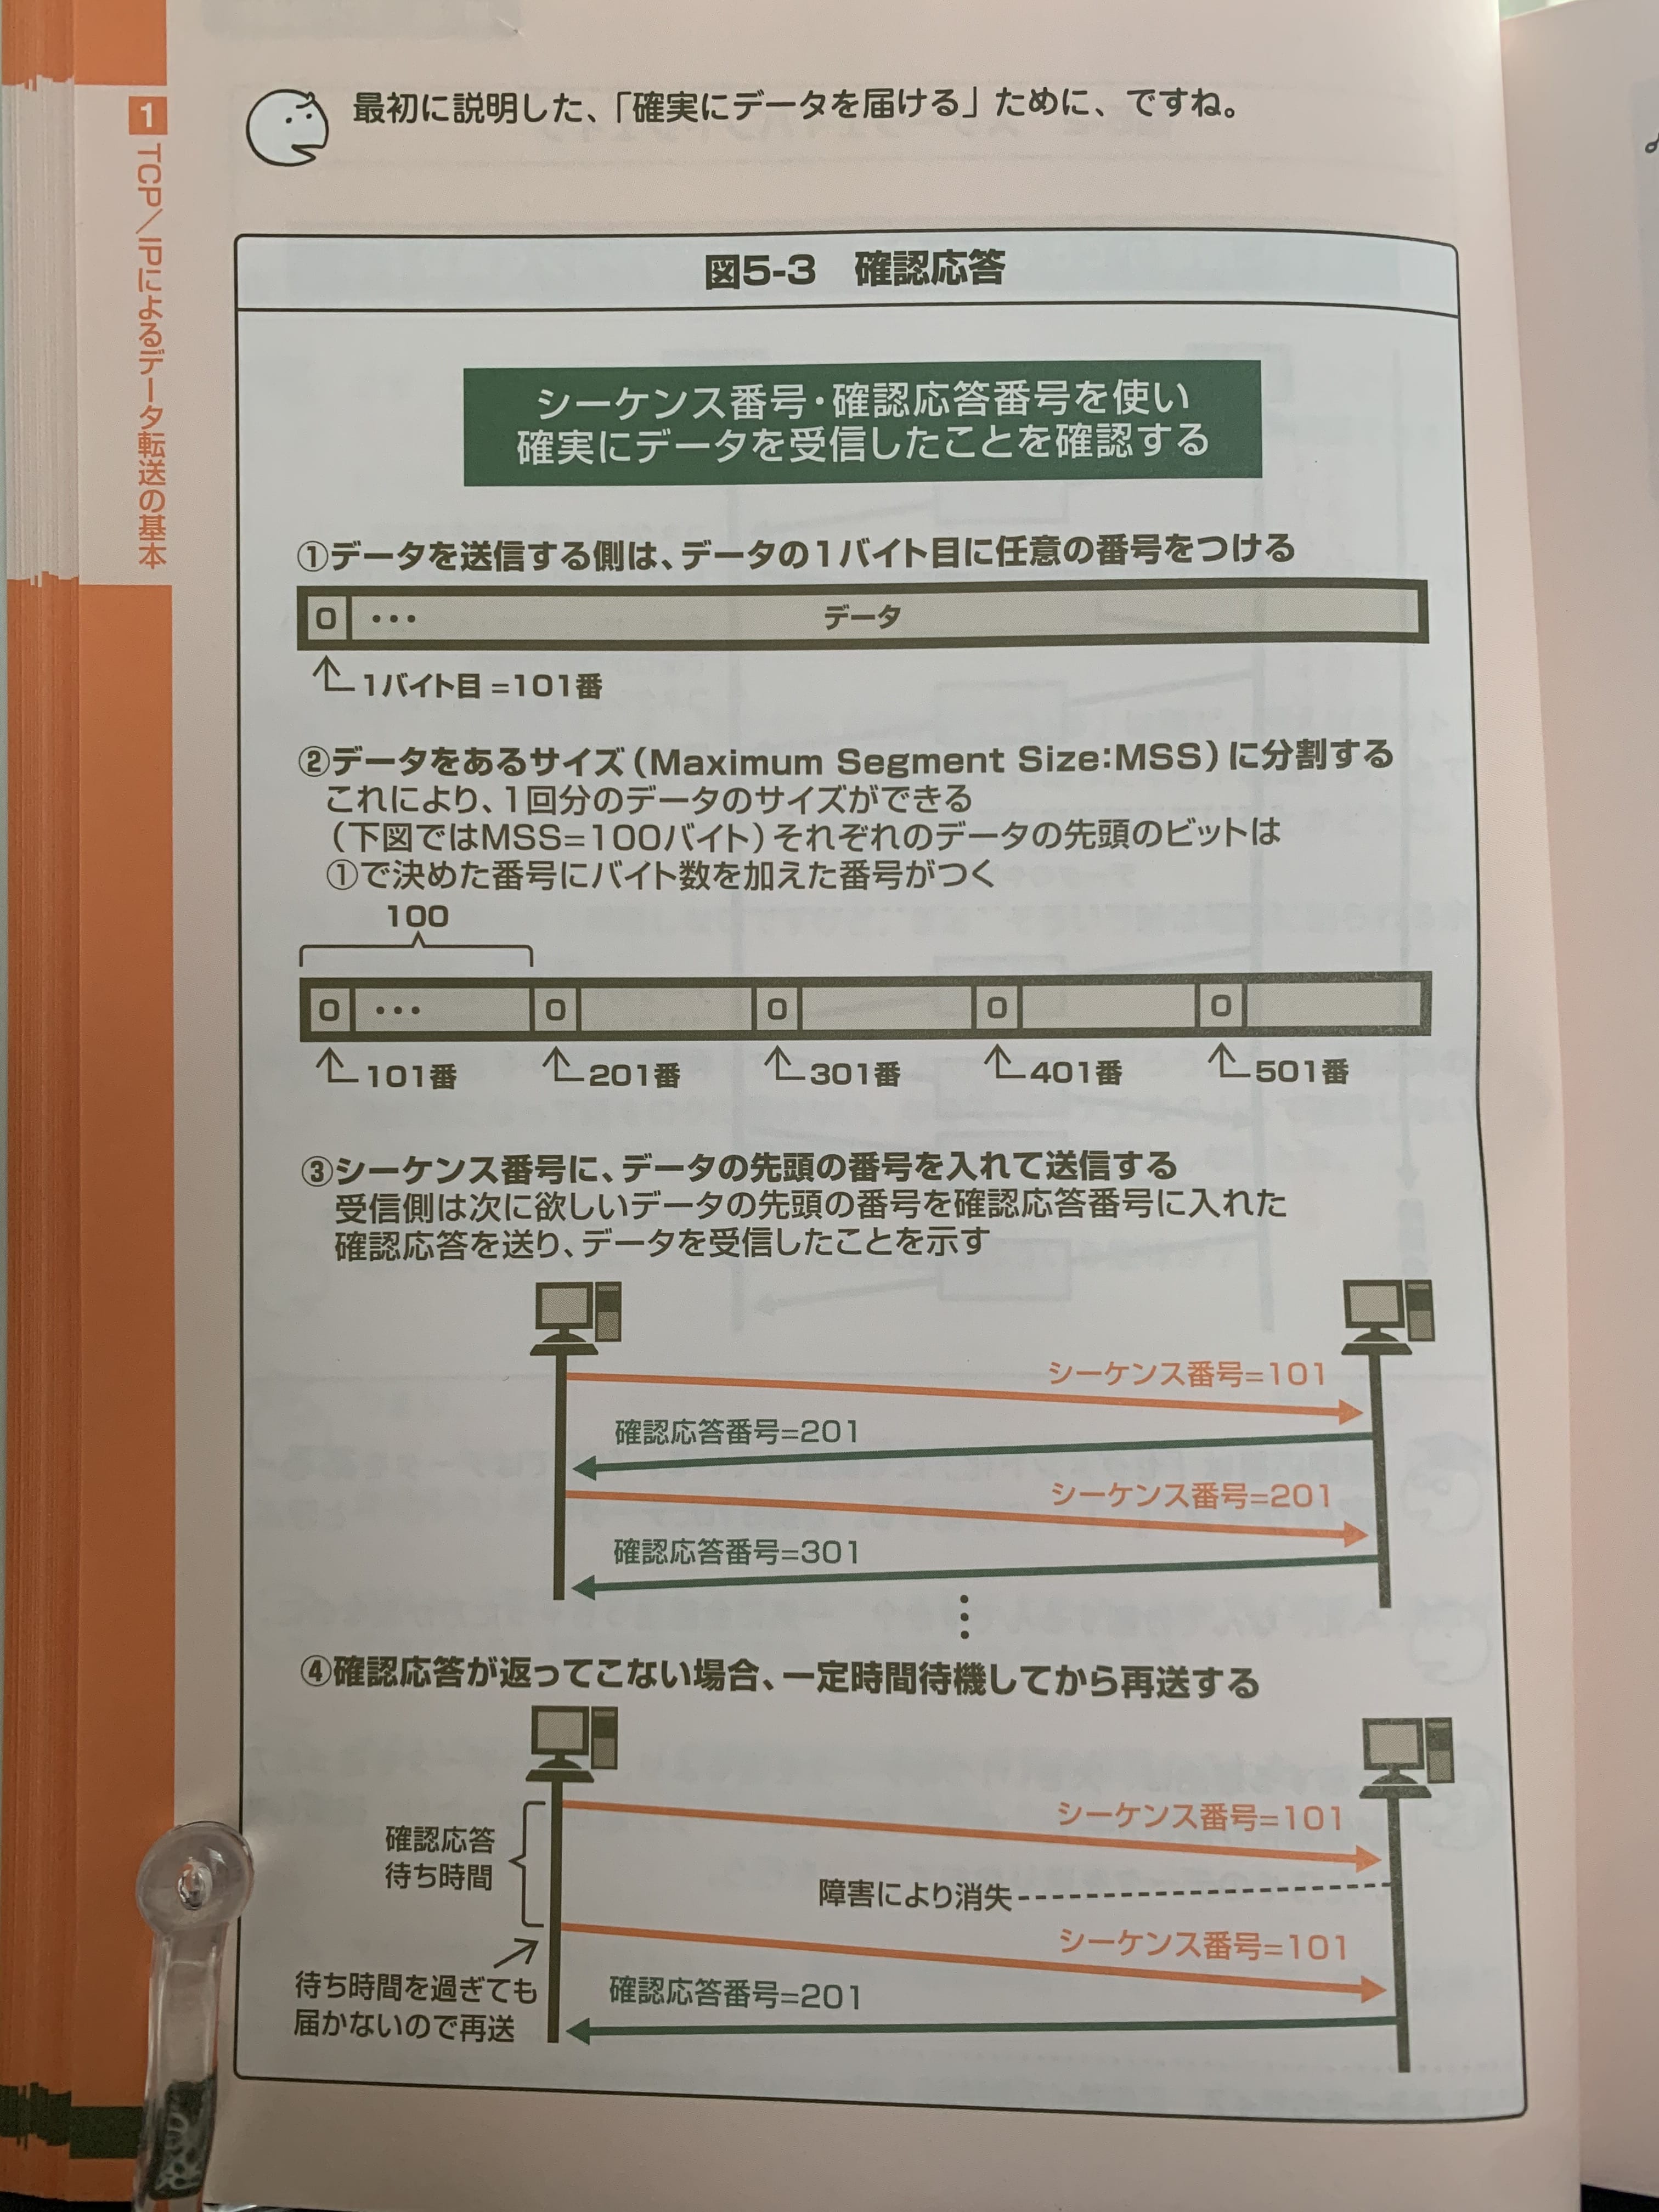 最初に説明した、「確実にデータを届ける」ために、ですね。
1 TCP／IPによるデータ転送の基本
図5-3 確認応答
シーケンス番号・確認応答番号を使い
確実にデータを受信したことを確認する
①データを送信する側は、データの1バイト目に任意の番号をつける
0 ・・・ データ
1バイト目=101番
②データをあるサイズ（Maximum Segment Size:MSS）に分割する
これにより、1回分のデータのサイズができる
（下図ではMSS=100バイト）それぞれのデータの先頭のビットは
①で決めた番号にバイト数を加えた番号がつく
100
0 ・・・ 0 0 0 0
101番 201番 301番 401番 501番
③シーケンス番号に、データの先頭の番号を入れて送信する
受信側は次に欲しいデータの先頭の番号を確認応答番号に入れた
確認応答を送り、データを受信したことを示す
シーケンス番号=101
確認応答番号=201
シーケンス番号=201
確認応答番号=301
④確認応答が返ってこない場合、一定時間待機してから再送する
シーケンス番号=101
確認応答
待ち時間
障害により消失
シーケンス番号=101
待ち時間を過ぎても
届かないので再送
確認応答番号=201